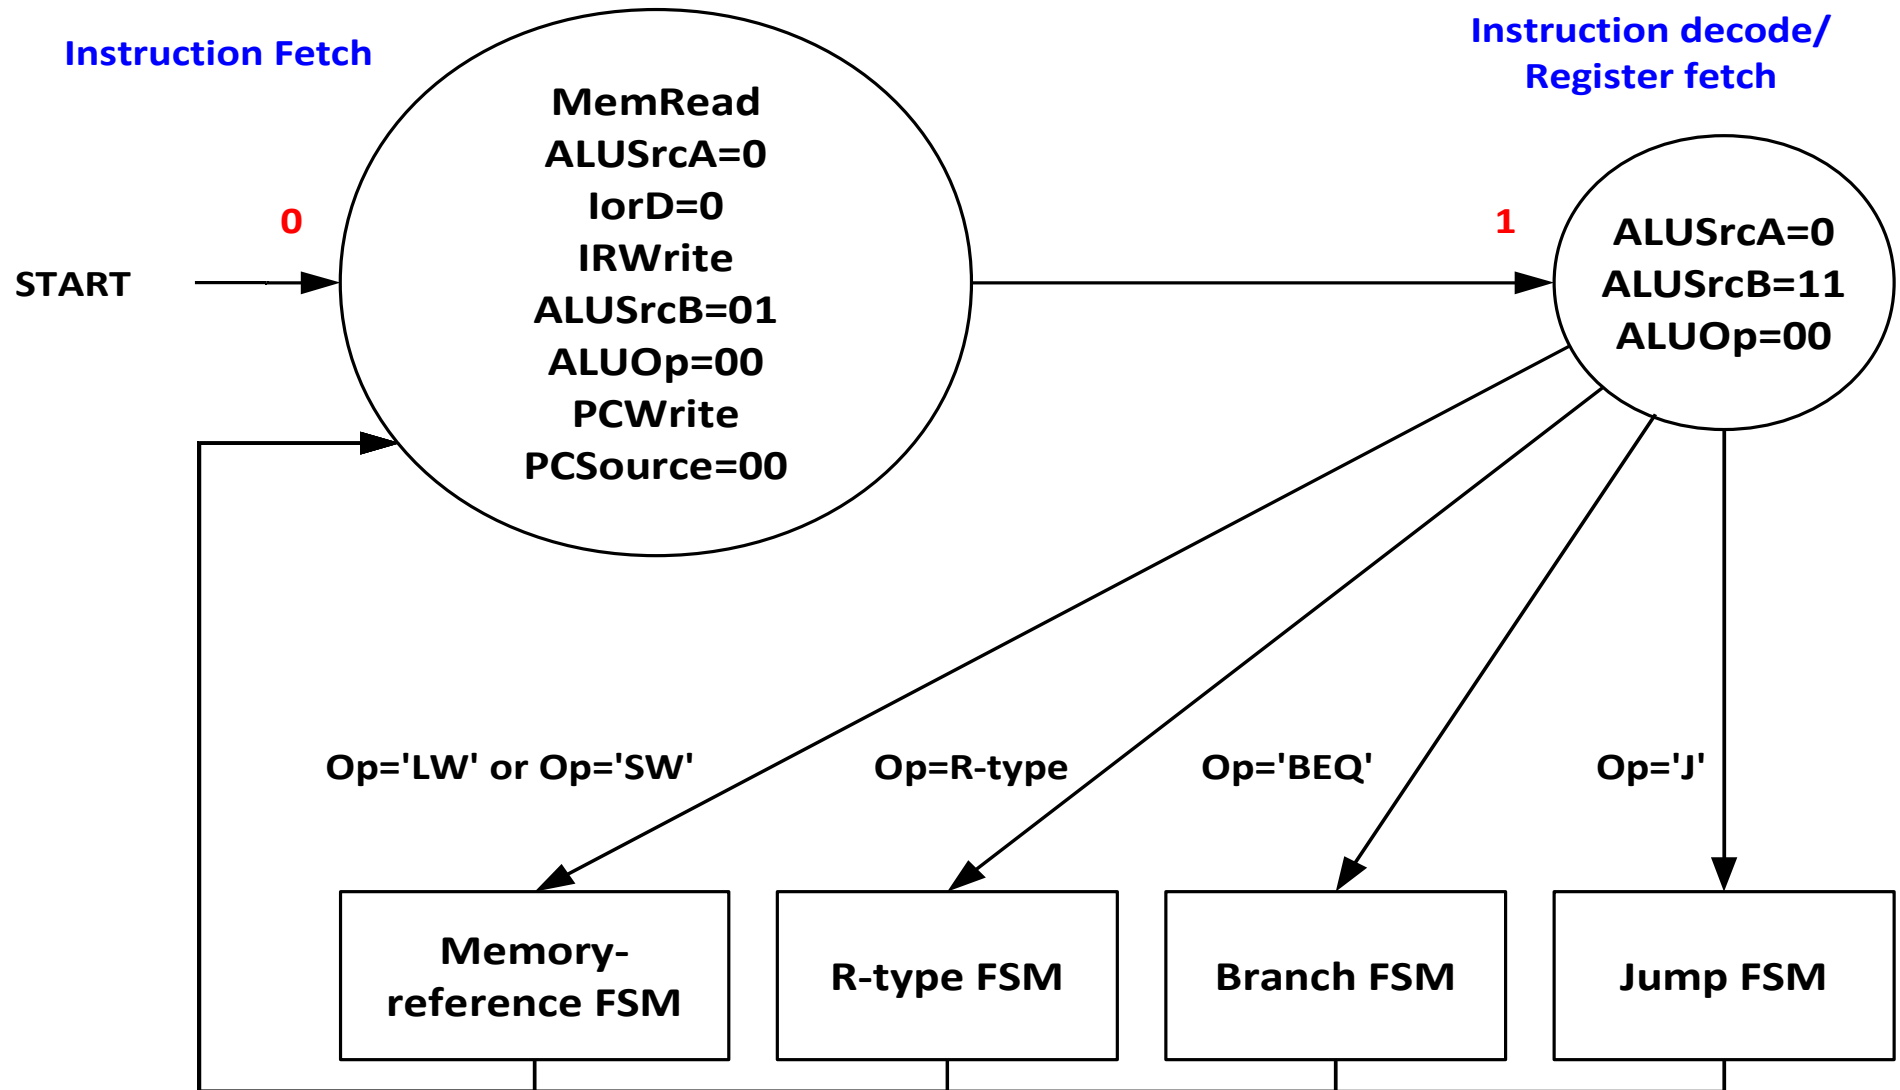 Instruction Fetch
Instruction decode/
Register fetch
MemRead
ALUSrcA=0
IorD=0
IRWrite
ALUSrcB=01
ALUOp=00
PCWrite
PCSource=00
0
START
1
ALUSrcA=0
ALUSrcB=11
ALUOp=00
Op='LW' or Op='SW'
Op=R-type
Op='BEQ'
Op='J'
Memory-
reference FSM
R-type FSM
Branch FSM
Jump FSM